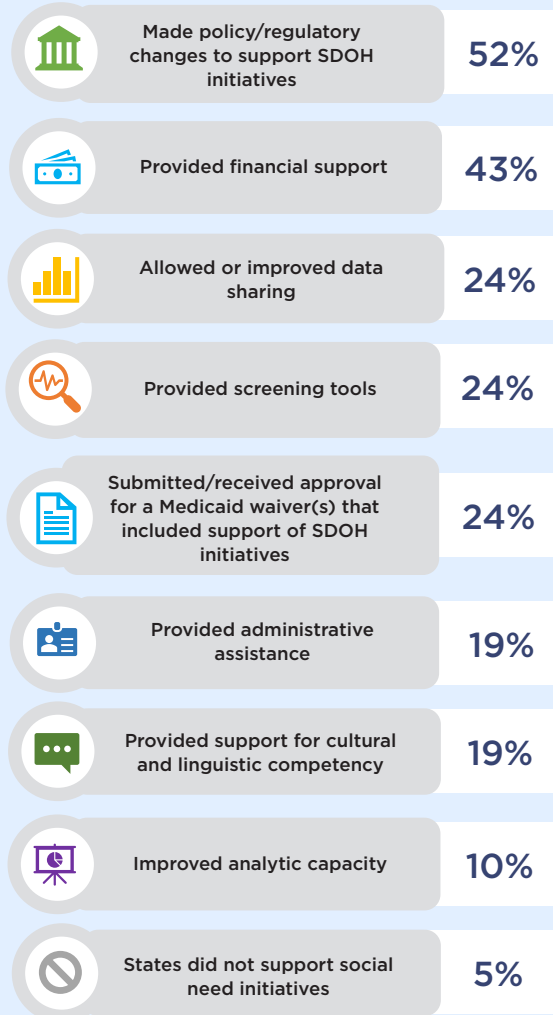 Made policy/regulatory
changes to support SDOH
initiatives
52%
Provided financial support
43%
Allowed or improved data
sharing
24%
Provided screening tools
24%
Submitted/received approval
for a Medicaid waiver(s) that
included support of SDOH
initiatives
24%
Provided administrative
assistance
19%
Provided support for cultural
and linguistic competency
19%
Improved analytic capacity
10%
States did not support social
need initiatives
5%